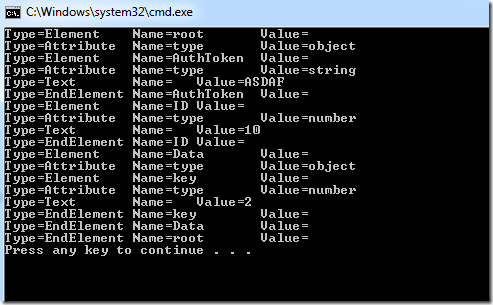 C:\Windows\system32\cmd.exe
Type=Element    Name=root       Value=
Type=Attribute  Name=type       Value=object
Type=Element    Name=AuthToken  Value=
Type=Attribute  Name=type       Value=string
Type=Text       Name=   Value=ASDAF
Type=EndElement Name=AuthToken  Value=
Type=Element    Name=ID Value=
Type=Attribute  Name=type       Value=number
Type=Text       Name=   Value=10
Type=EndElement Name=ID Value=
Type=Element    Name=Data       Value=
Type=Attribute  Name=type       Value=object
Type=Element    Name=key        Value=
Type=Attribute  Name=type       Value=number
Type=Text       Name=   Value=2
Type=EndElement Name=key        Value=
Type=EndElement Name=Data       Value=
Type=EndElement Name=root       Value=
Press any key to continue . . .